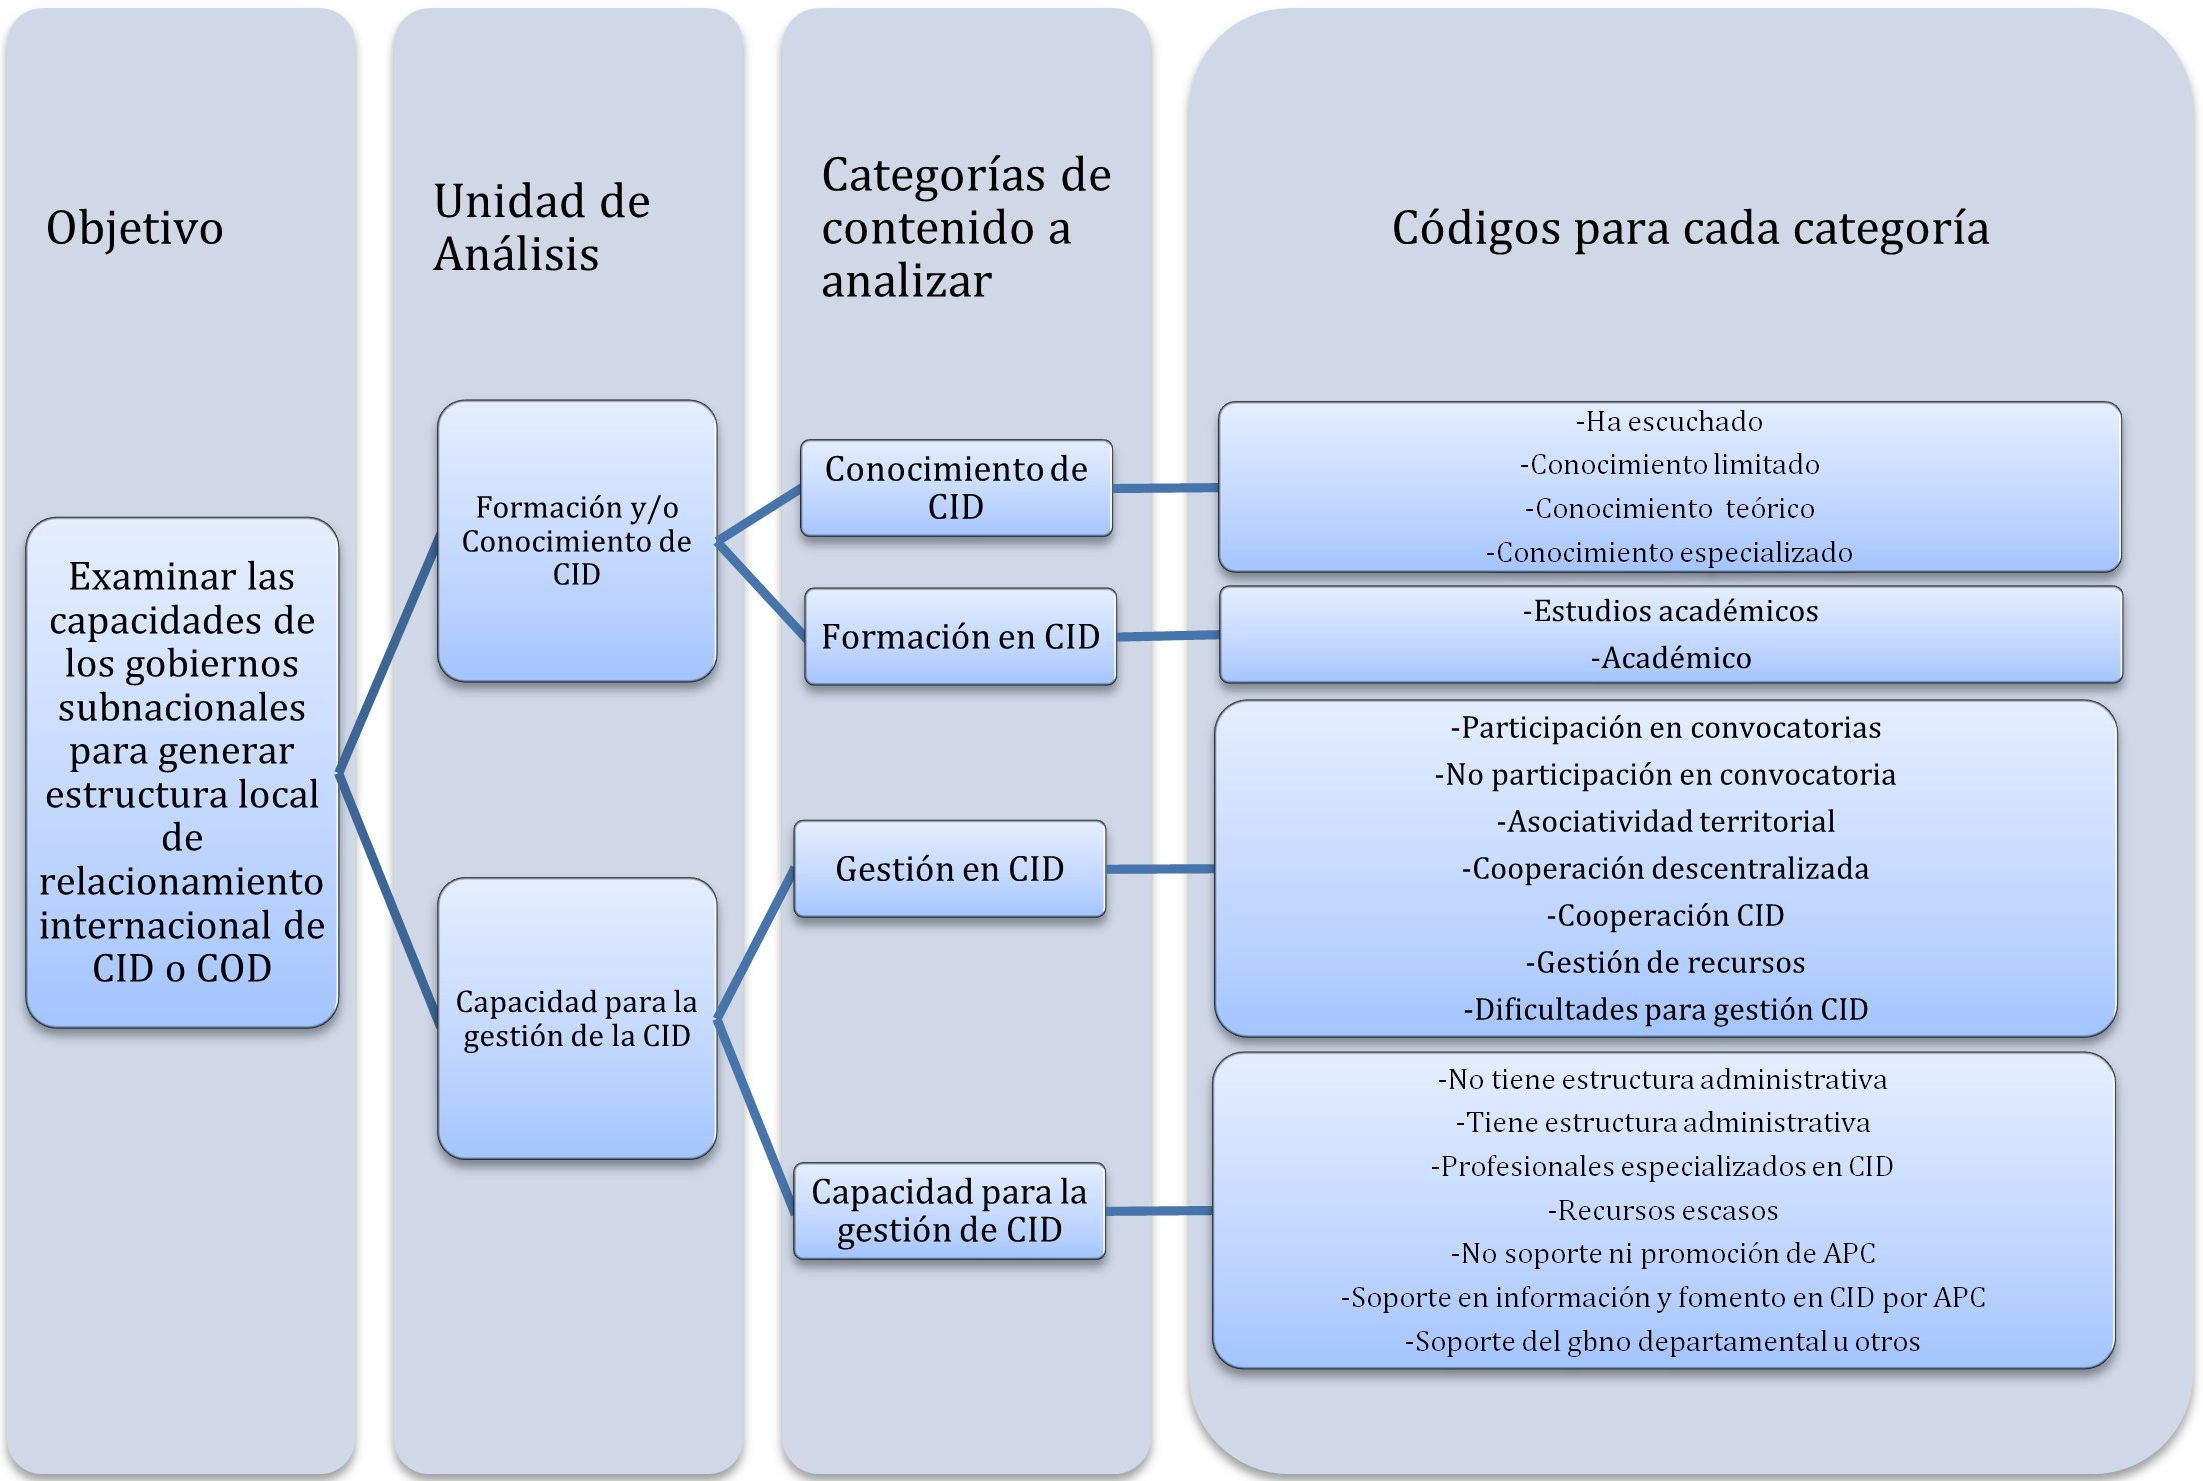 Objetivo
Unidad de
Análisis
Categorías de
contenido a
analizar
Códigos para cada categoría
Examinar las
capacidades de
los gobiernos
subnacionales
para generar
estructura local
de
relacionamiento
internacional de
CID o COD
Formación y/o
Conocimiento de
CID
Conocimiento de
CID
-Ha escuchado
-Conocimiento limitado
-Conocimiento teórico
-Conocimiento especializado
Formación en CID
-Estudios académicos
-Académico
Capacidad para la
gestión de la CID
Gestión en CID
-Participación en convocatorias
-No participación en convocatoria
-Asociatividad territorial
-Cooperación descentralizada
-Cooperación CID
-Gestión de recursos
-Dificultades para gestión CID
Capacidad para la
gestión de CID
-No tiene estructura administrativa
-Tiene estructura administrativa
-Profesionales especializados en CID
-Recursos escasos
-No soporte ni promoción de APC
-Soporte en información y fomento en CID por APC
-Soporte del gbno departamental u otros